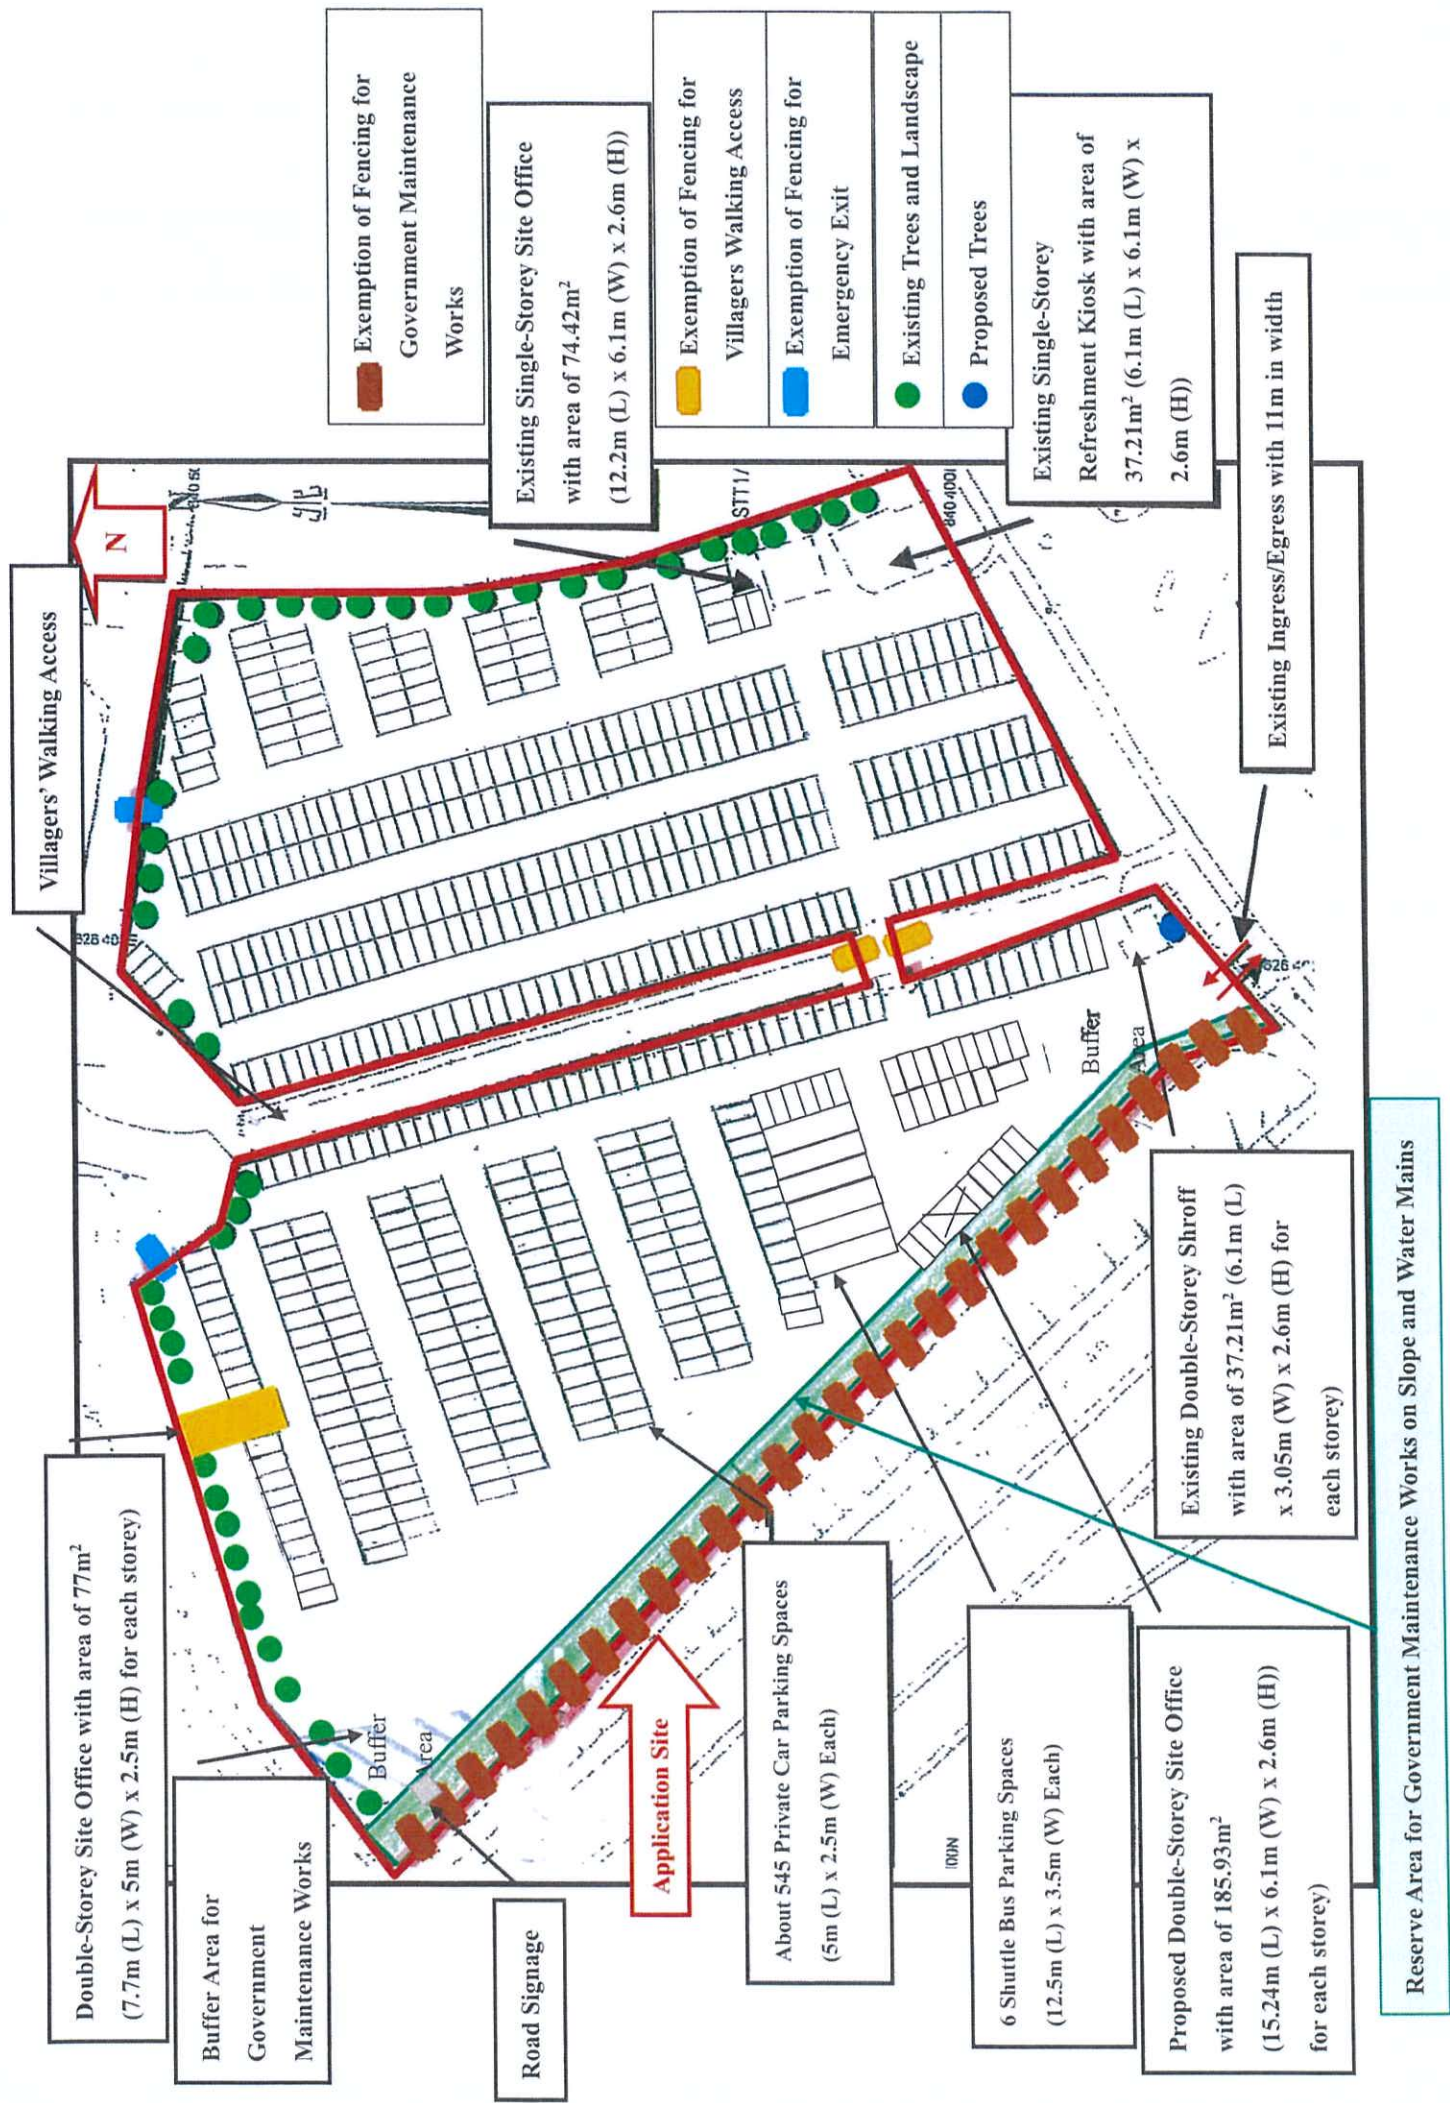 Double-Storey Site Office with area of 77m²
(7.7m (L) x 5m (W) x 2.5m (H) for each storey)
Villagers' Walking Access
Buffer Area for
Government
Maintenance Works
Road Signage
Application Site
About 545 Private Car Parking Spaces
(5m (L) x 2.5m (W) Each)
6 Shuttle Bus Parking Spaces
(12.5m (L) x 3.5m (W) Each)
Proposed Double-Storey Site Office
with area of 185.93m²
(15.24m (L) x 6.1m (W) x 2.6m (H))
for each storey)
Existing Double-Storey Shroff
with area of 37.21m² (6.1m (L)
x 3.05m (W) x 2.6m (H) for
each storey)
Reserve Area for Government Maintenance Works on Slope and Water Mains
Buffer
Area
Buffer
N
N
STT1/
Exemption of Fencing for
Government Maintenance
Works
Existing Single-Storey Site Office
with area of 74.42m²
(12.2m (L) x 6.1m (W) x 2.6m (H))
Exemption of Fencing for
Villagers Walking Access
Exemption of Fencing for
Emergency Exit
Existing Trees and Landscape
Proposed Trees
Existing Single-Storey
Refreshment Kiosk with area of
37.21m² (6.1m (L) x 6.1m (W) x
2.6m (H))
Existing Ingress/Egress with 11m in width